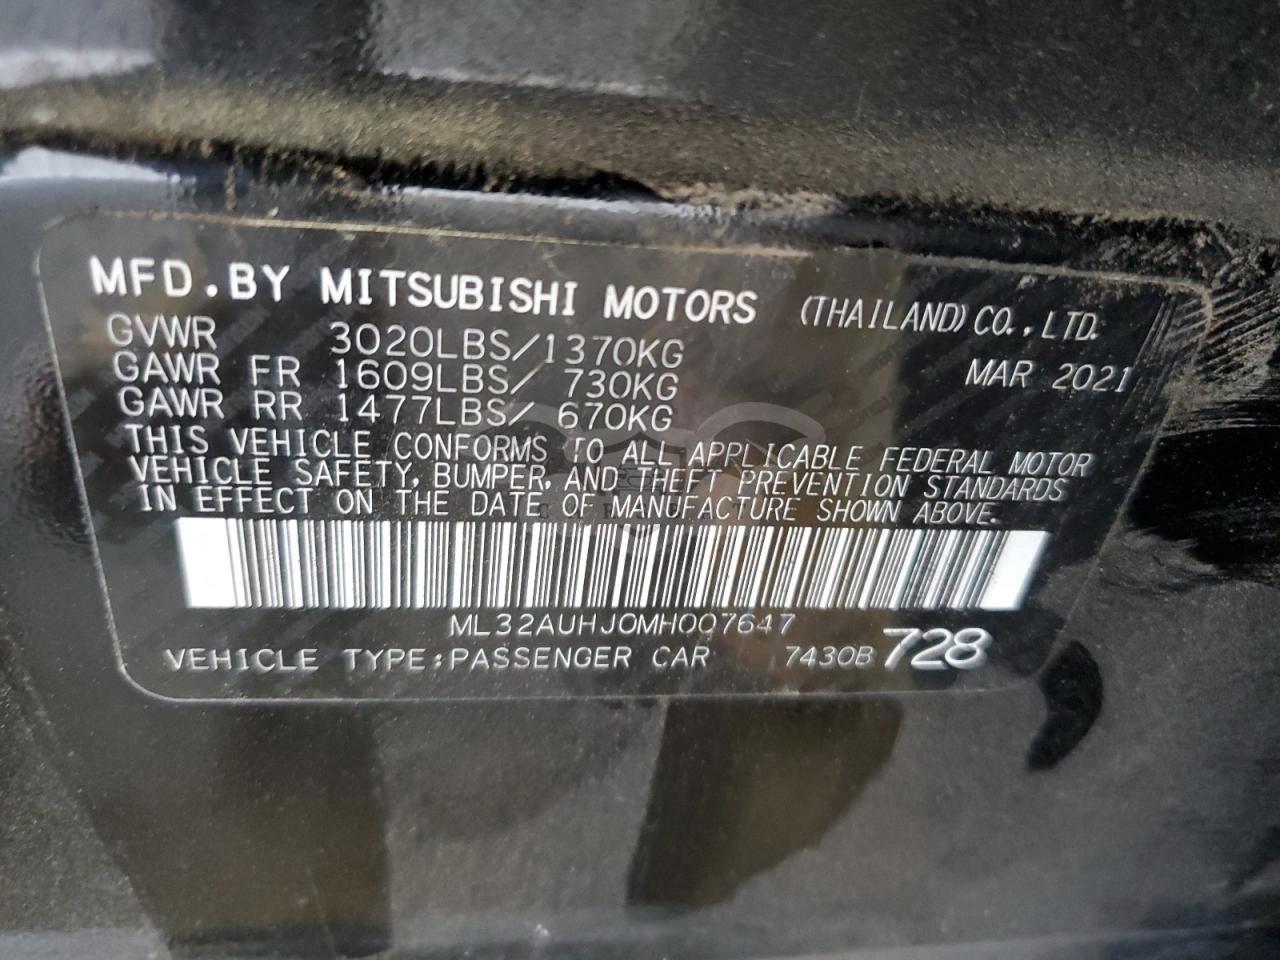 MFD.BY MITSUBISHI MOTORS (THAILAND) CO., LTD.
GVWR 3020LBS/1370KG
GAWR FR 1609LBS/ 730KG MAR 2021
GAWR RR 1477LBS/ 670KG
THIS VEHICLE CONFORMS TO ALL APPLICABLE FEDERAL MOTOR
VEHICLE SAFETY, BUMPER, AND THEFT PREVENTION STANDARDS
IN EFFECT ON THE DATE OF MANUFACTURE SHOWN ABOVE.
ML32AUHJ0MH007647
VEHICLE TYPE:PASSENGER CAR 7430B 728